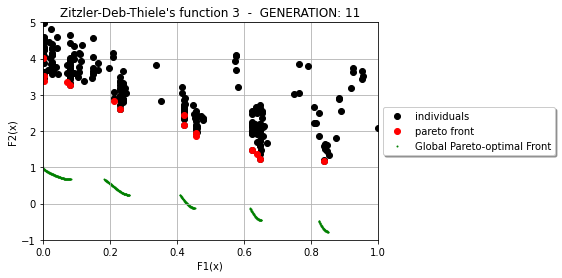 Zitzler-Deb-Thiele's function 3 - GENERATION: 11
5
4
3
2
1
0
−1
F2(x)
0.0 0.2 0.4 0.6 0.8 1.0
F1(x)
individuals
pareto front
Global Pareto-optimal Front